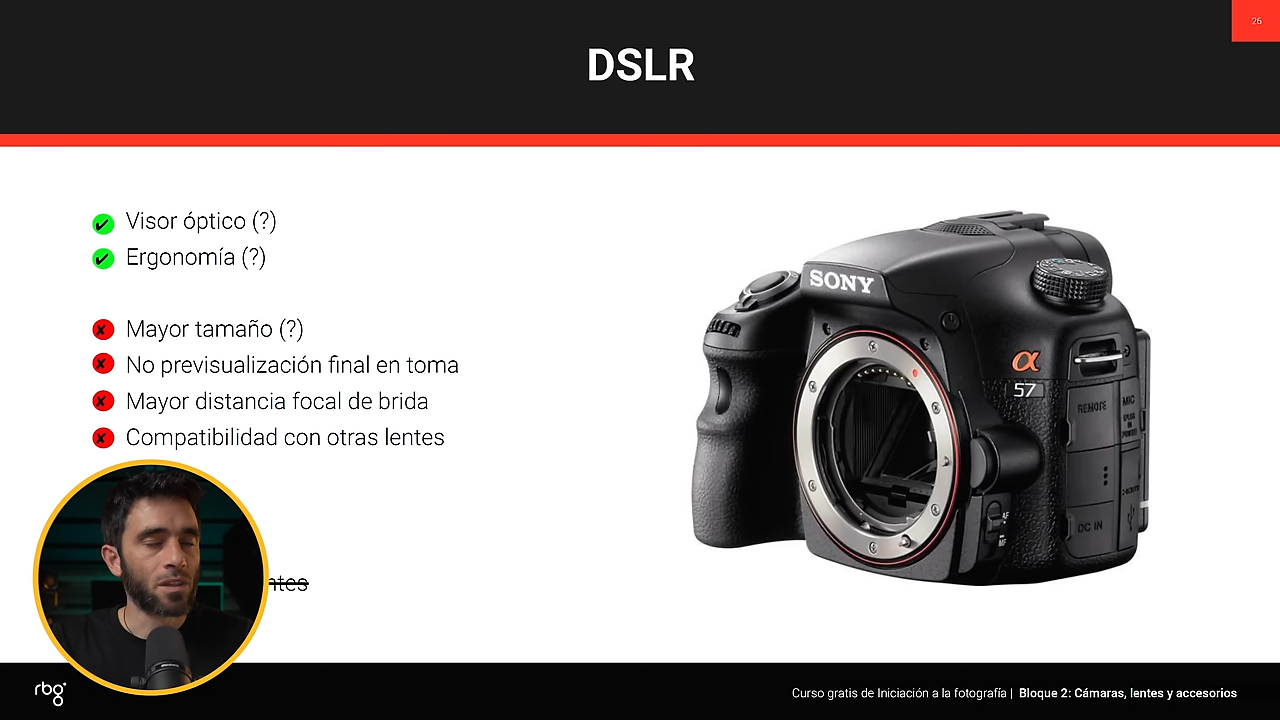 26
DSLR
✔ Visor óptico (?)
✔ Ergonomía (?)
✘ Mayor tamaño (?)
✘ No previsualización final en toma
✘ Mayor distancia focal de brida
✘ Compatibilidad con otras lentes
SONY
α
57
REMOTE
MIC
DC IN
AF
MF
rbg
Curso gratis de Iniciación a la fotografía | Bloque 2: Cámaras, lentes y accesorios